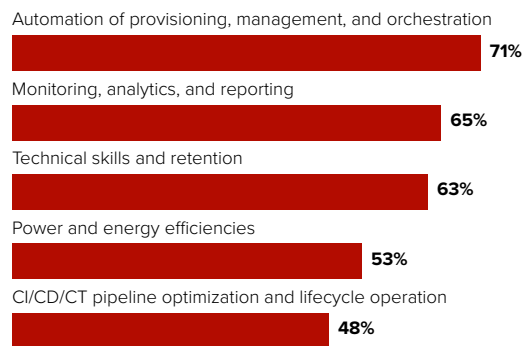 Automation of provisioning, management, and orchestration
71%
Monitoring, analytics, and reporting
65%
Technical skills and retention
63%
Power and energy efficiencies
53%
CI/CD/CT pipeline optimization and lifecycle operation
48%